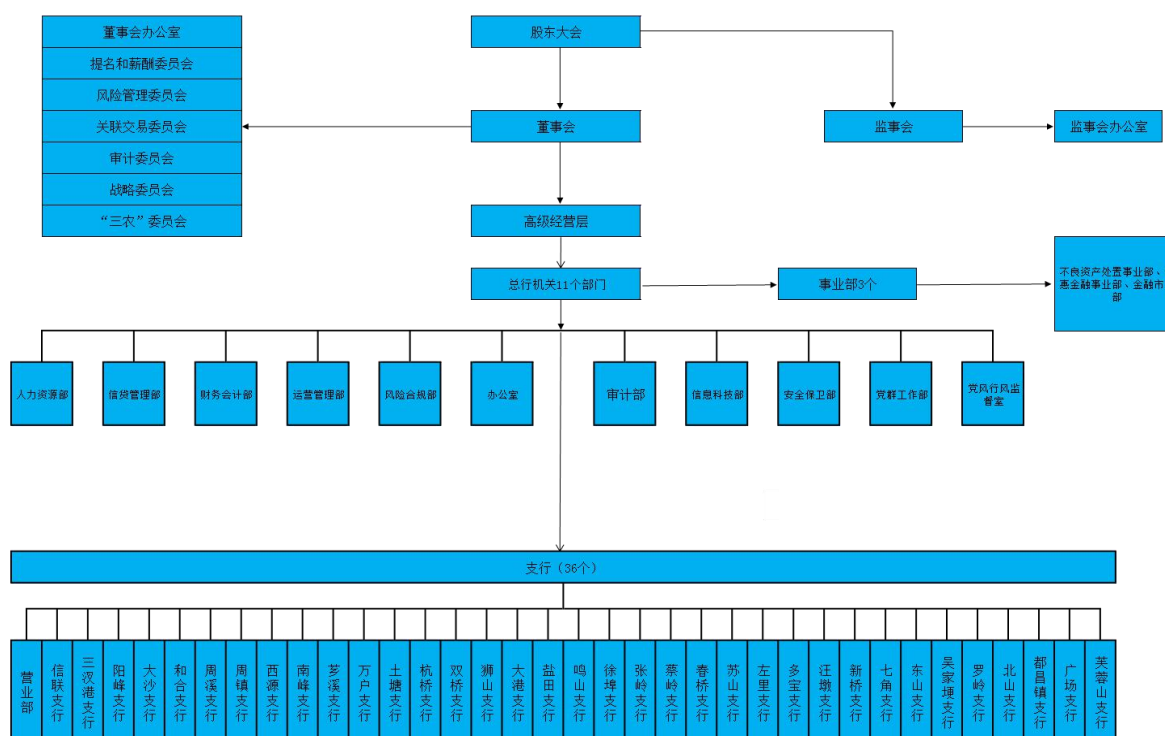 董事会办公室
提名和薪酬委员会
风险管理委员会
关联交易委员会
审计委员会
战略委员会
“三农”委员会
股东大会
董事会
监事会
监事会办公室
高级经营层
总行机关11个部门
事业部3个
不良资产处置事业部、
惠金融事业部、金融市
部
人力资源部
信贷管理部
财务会计部
运营管理部
风险合规部
办公室
审计部
信息科技部
安全保卫部
党群工作部
党风行风监
督室
支行（36个）
营业部
信联支行
三汊港支行
阳峰支行
大沙支行
和合支行
周溪支行
周镇支行
西源支行
南峰支行
芗溪支行
万户支行
土塘支行
杭桥支行
双桥支行
狮山支行
大港支行
盐田支行
鸣山支行
徐埠支行
张岭支行
蔡岭支行
春桥支行
苏山支行
左里支行
多宝支行
汪墩支行
新桥支行
七角支行
东山支行
吴家埂支行
罗岭支行
北山支行
都昌镇支行
广场支行
芙蓉山支行